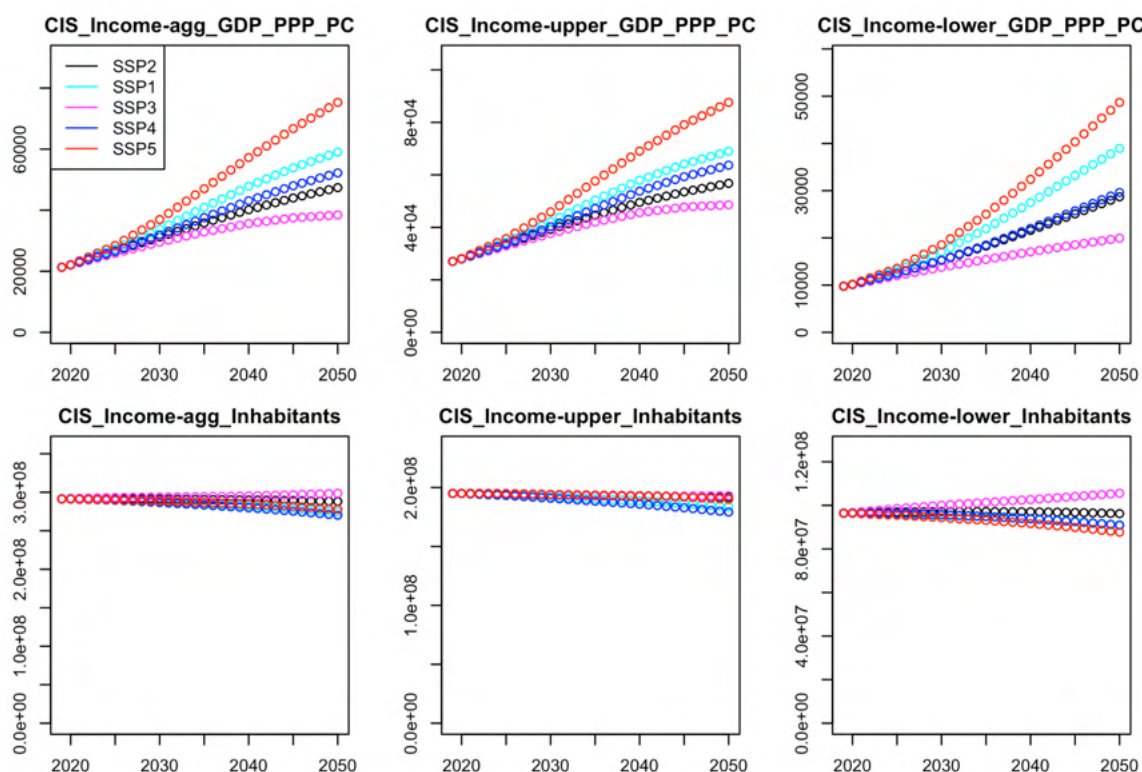 CIS_Income-agg_GDP_PPP_PC
SSP2
SSP1
SSP3
SSP4
SSP5
60000
20000
0
2020 2030 2040 2050
CIS_Income-upper_GDP_PPP_PC
8e+04
4e+04
0e+00
2020 2030 2040 2050
CIS_Income-lower_GDP_PPP_PC
50000
30000
10000
0
2020 2030 2040 2050
CIS_Income-agg_Inhabitants
3.0e+08
2.0e+08
1.0e+08
0.0e+00
2020 2030 2040 2050
CIS_Income-upper_Inhabitants
2.0e+08
1.0e+08
0.0e+00
2020 2030 2040 2050
CIS_Income-lower_Inhabitants
1.2e+08
8.0e+07
4.0e+07
0.0e+00
2020 2030 2040 2050